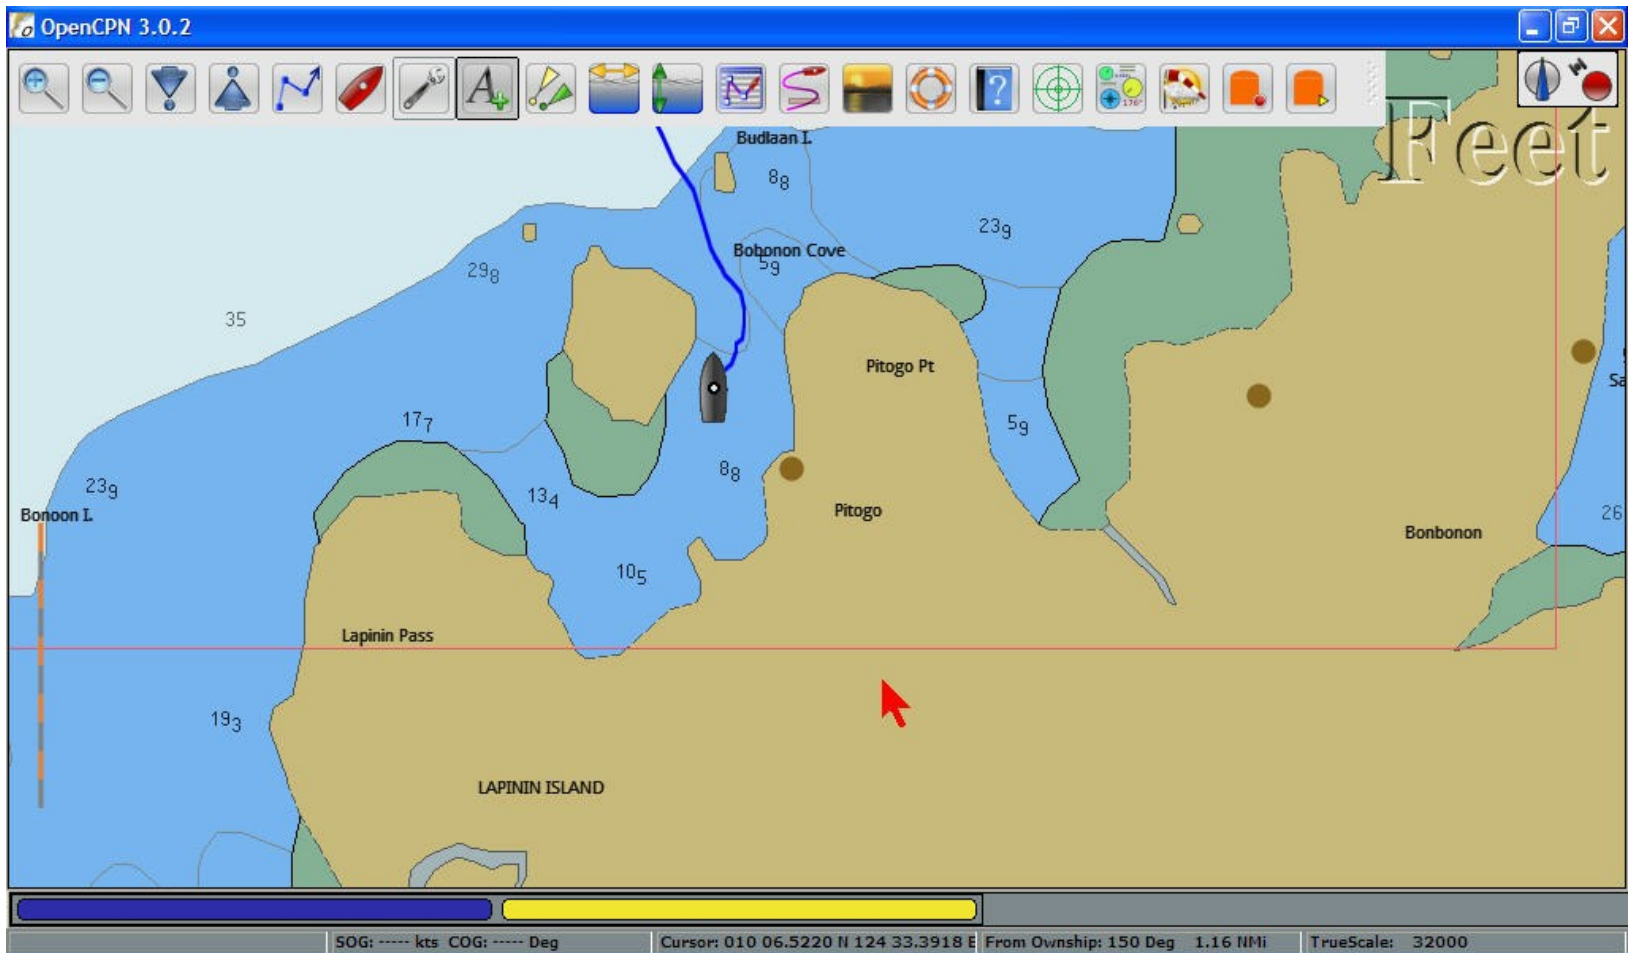 OpenCPN 3.0.2
Feet
Budlaan I.
8₈
23₉
Bobonon Cove
5₉
29₈
35
Pitogo Pt
17₇
5₉
8₈
23₉
13₄
Bonoon I.
Pitogo
26
Bonbonon
10₅
Lapinin Pass
19₃
LAPININ ISLAND
SOG: ----- kts COG: ----- Deg
Cursor: 010 06.5220 N 124 33.3918 E
From Ownship: 150 Deg 1.16 NMi
TrueScale: 32000